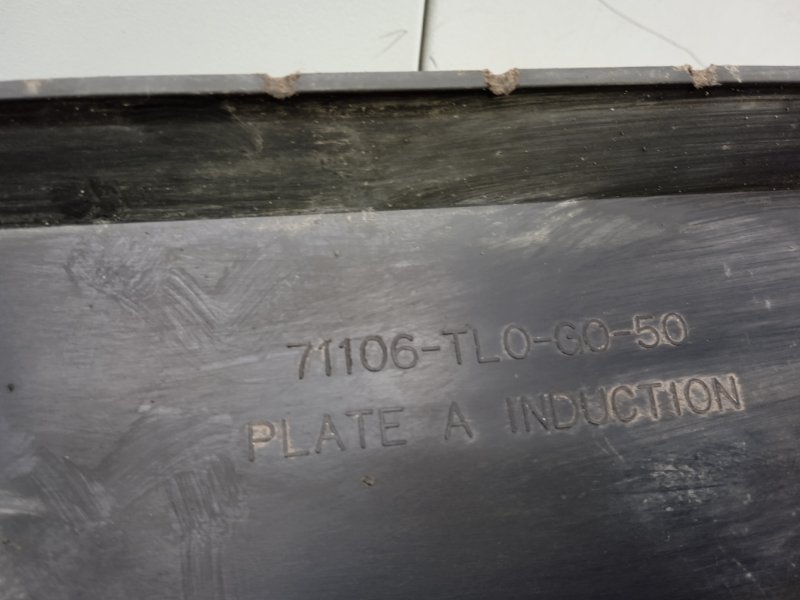 71106-TL0-G0-50
PLATE A INDUCTION